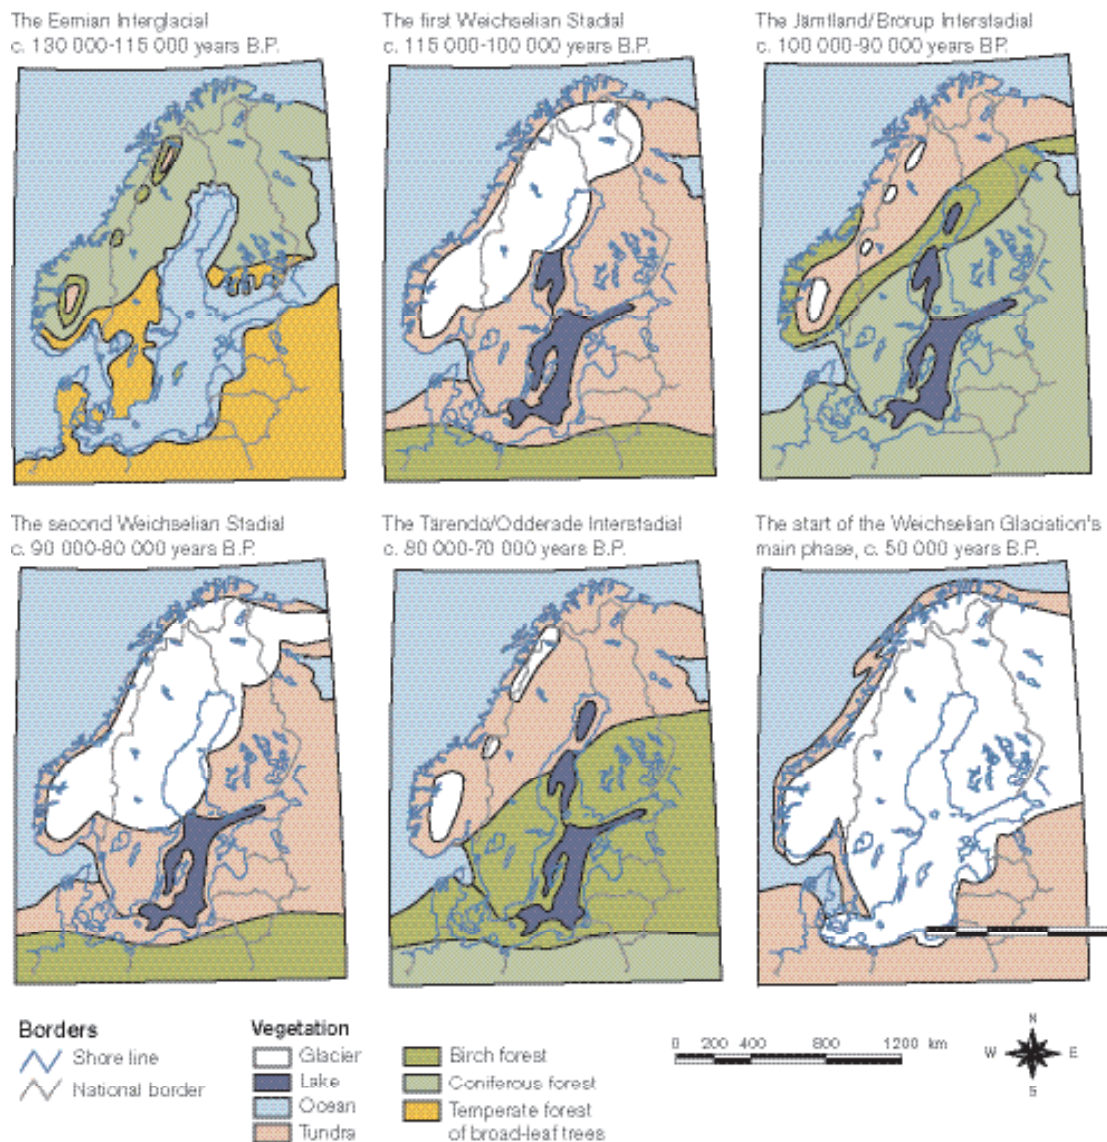 The Eemian Interglacial
c. 130 000-115 000 years B.P.
The first Weichselian Stadial
c. 115 000-100 000 years B.P.
The Jämtland/Brörup Interstadial
c. 100 000-90 000 years BP.
The second Weichselian Stadial
c. 90 000-80 000 years B.P.
The Tärendö/Odderade Interstadial
c. 80 000-70 000 years B.P.
The start of the Weichselian Glaciation's
main phase, c. 50 000 years B.P.
Borders
Shore line
National border
Vegetation
Glacier
Lake
Ocean
Tundra
Birch forest
Coniferous forest
Temperate forest
of broad-leaf trees
0 200 400 800 1200 km
N
W E
S